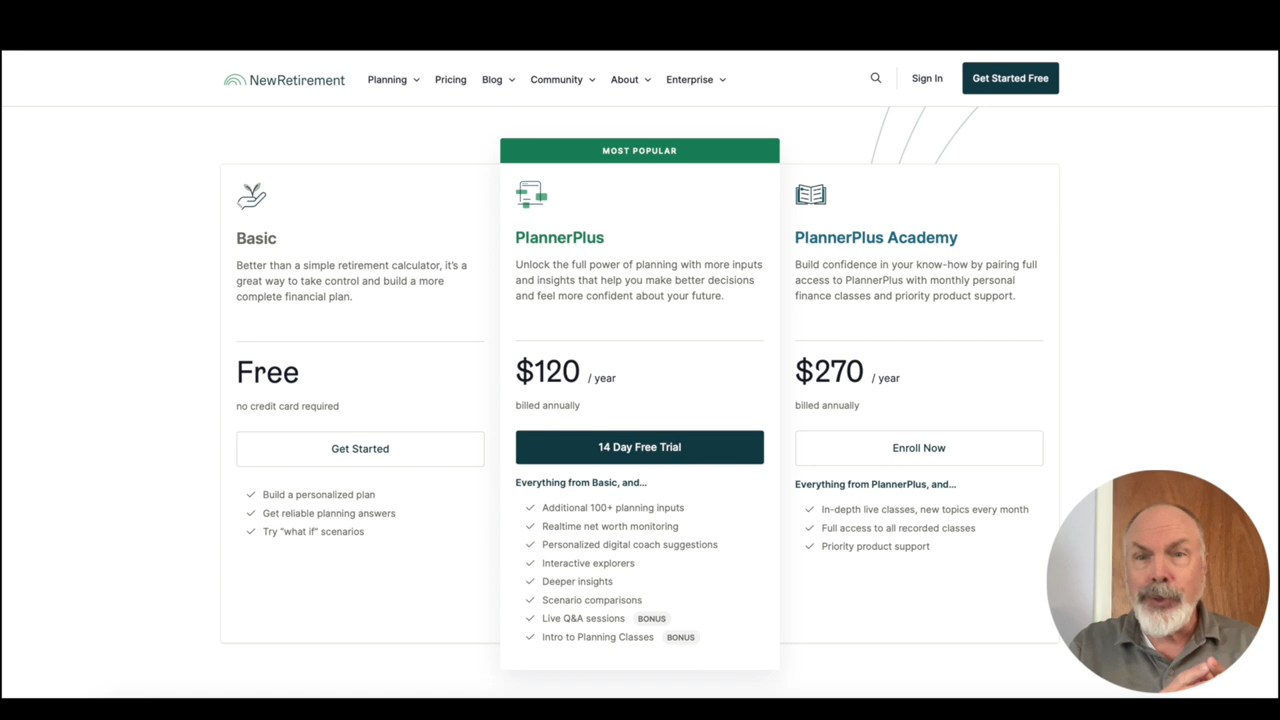 NewRetirement Planning Pricing Blog Community About Enterprise Sign In Get Started Free
MOST POPULAR
Basic
Better than a simple retirement calculator, it's a
great way to take control and build a more
complete financial plan.
Free
no credit card required
Get Started
Build a personalized plan
Get reliable planning answers
Try "what if" scenarios
PlannerPlus
Unlock the full power of planning with more inputs
and insights that help you make better decisions
and feel more confident about your future.
$120 / year
billed annually
14 Day Free Trial
Everything from Basic, and...
Additional 100+ planning inputs
Realtime net worth monitoring
Personalized digital coach suggestions
Interactive explorers
Deeper insights
Scenario comparisons
Live Q&A sessions BONUS
Intro to Planning Classes BONUS
PlannerPlus Academy
Build confidence in your know-how by pairing full
access to PlannerPlus with monthly personal
finance classes and priority product support.
$270 / year
billed annually
Enroll Now
Everything from PlannerPlus, and...
In-depth live classes, new topics every month
Full access to all recorded classes
Priority product support